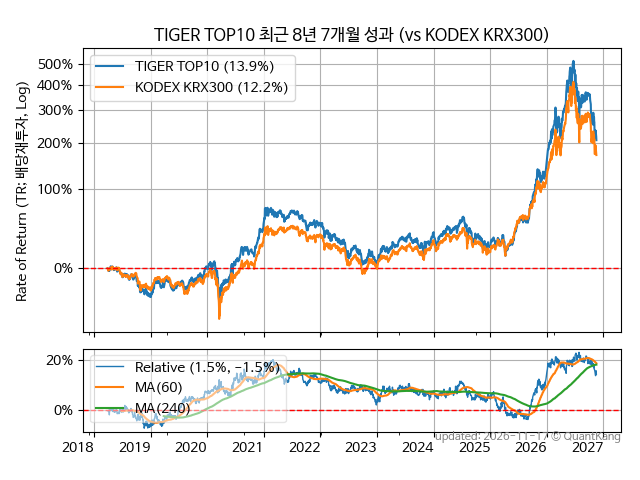 TIGER TOP10 최근 8년 7개월 성과 (vs KODEX KRX300)
Rate of Return (TR: 배당재투자, Log)
500%
400%
300%
200%
100%
0%
TIGER TOP10 (13.9%)
KODEX KRX300 (12.2%)
20%
0%
Relative (1.5%, −1.5%)
MA(60)
MA(240)
2018 2019 2020 2021 2022 2023 2024 2025 2026 2027
updated: 2026-11-17 © QuantKang